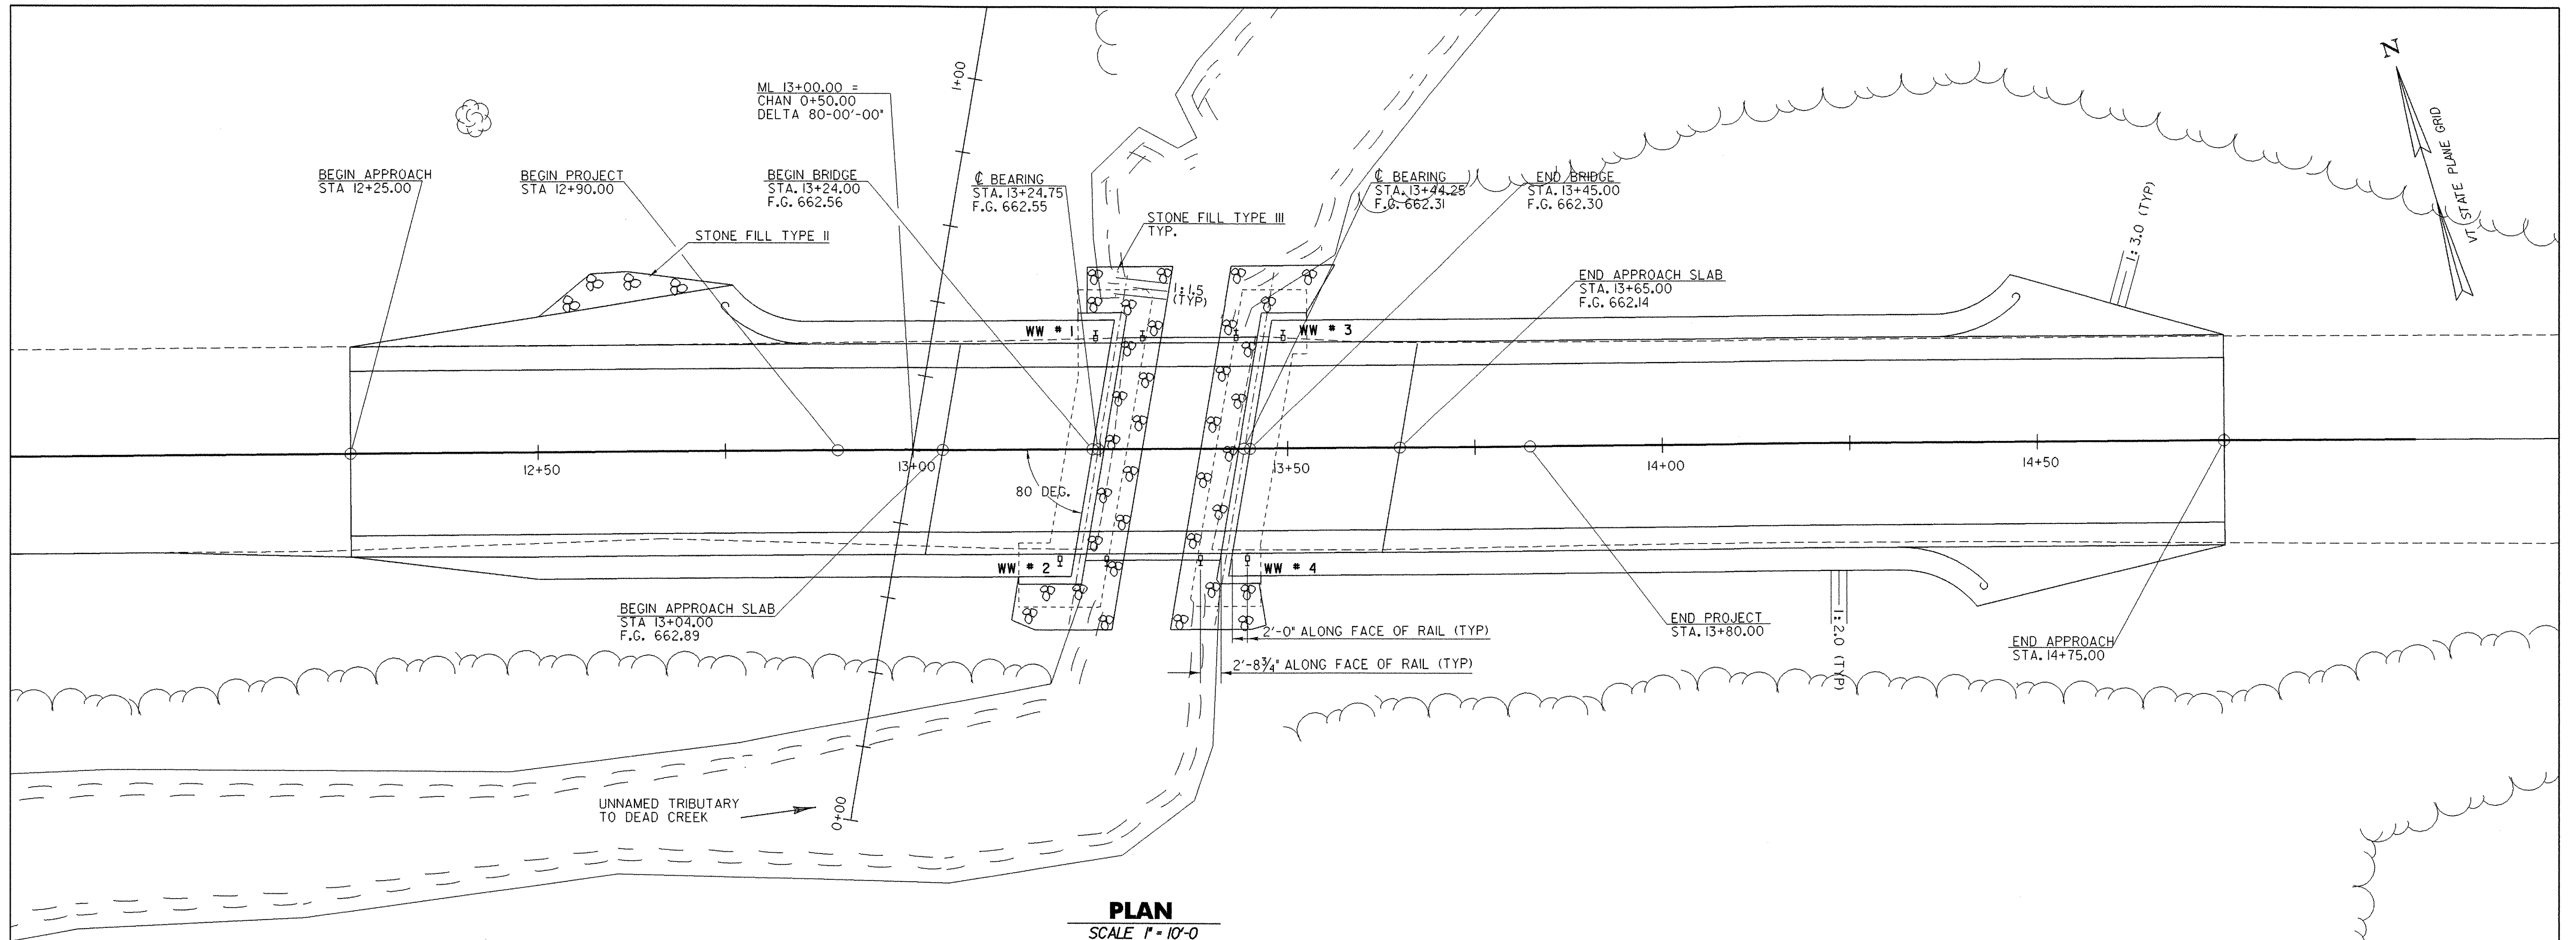 1+00
N
VT STATE PLANE GRID
ML 13+00.00 =
CHAN 0+50.00
DELTA 80-00'-00"
BEGIN APPROACH
STA 12+25.00
BEGIN PROJECT
STA 12+90.00
BEGIN BRIDGE
STA. 13+24.00
F.G. 662.56
℄ BEARING
STA. 13+24.75
F.G. 662.55
℄ BEARING
STA. 13+44.25
F.G. 662.31
END BRIDGE
STA. 13+45.00
F.G. 662.30
STONE FILL TYPE III
TYP.
STONE FILL TYPE II
1:3.0 (TYP)
END APPROACH SLAB
STA. 13+65.00
F.G. 662.14
1:1.5
(TYP)
WW # 1
WW # 3
12+50
13+00
13+50
14+00
14+50
80 DEG.
WW # 2
WW # 4
BEGIN APPROACH SLAB
STA 13+04.00
F.G. 662.89
2'-0" ALONG FACE OF RAIL (TYP)
2'-8¾" ALONG FACE OF RAIL (TYP)
END PROJECT
STA. 13+80.00
1:2.0 (TYP)
END APPROACH
STA. 14+75.00
UNNAMED TRIBUTARY
TO DEAD CREEK
0+00
PLAN
SCALE 1" = 10'-0